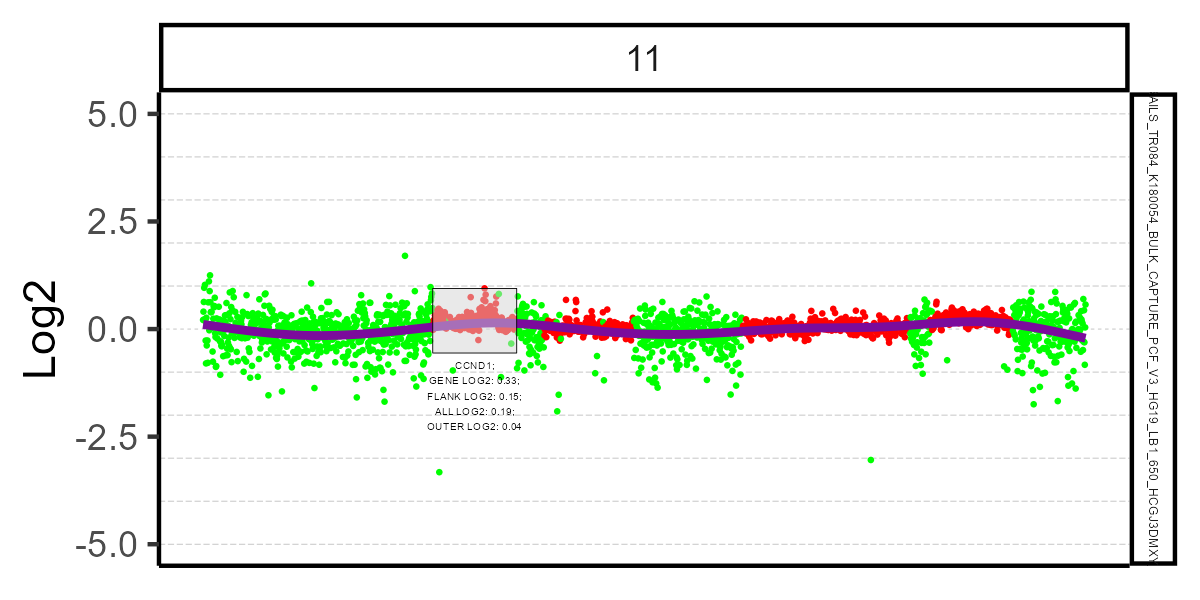 11
Log2
5.0
2.5
0.0
-2.5
-5.0
CCND1;
GENE LOG2: 0.33;
FLANK LOG2: 0.15;
ALL LOG2: 0.19;
OUTER LOG2: 0.04
AILS_TR084_K180054_BULK_CAPTURE_PCE_V3_HG19_LB1_650_HCGJ3DMXY